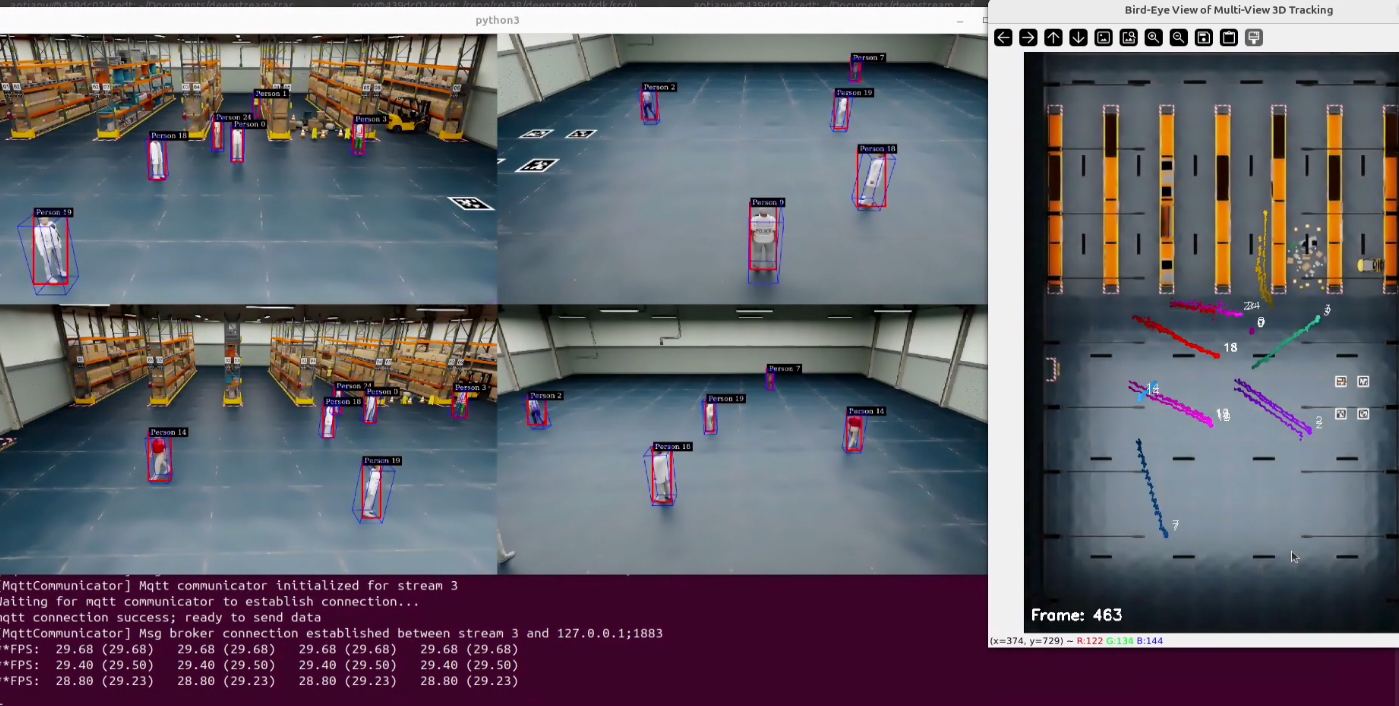 python3
Bird-Eye View of Multi-View 3D Tracking
Person 1
Person 24
Person 0
Person 18
Person 3
Person 19
Person 7
Person 2
Person 19
Person 18
Person 0
Person 24
Person 0
Person 3
Person 18
Person 14
Person 19
Person 7
Person 2
Person 19
Person 14
Person 18
3
18
14
7
Frame: 463
(x=374, y=729) ~ R:122 G:134 B:144
[MqttCommunicator] Mqtt communicator initialized for stream 3
Waiting for mqtt communicator to establish connection...
mqtt connection success; ready to send data
[MqttCommunicator] Msg broker connection established between stream 3 and 127.0.0.1;1883
**FPS: 29.68 (29.68) 29.68 (29.68) 29.68 (29.68) 29.68 (29.68)
**FPS: 29.40 (29.50) 29.40 (29.50) 29.40 (29.50) 29.40 (29.50)
**FPS: 28.80 (29.23) 28.80 (29.23) 28.80 (29.23) 28.80 (29.23)